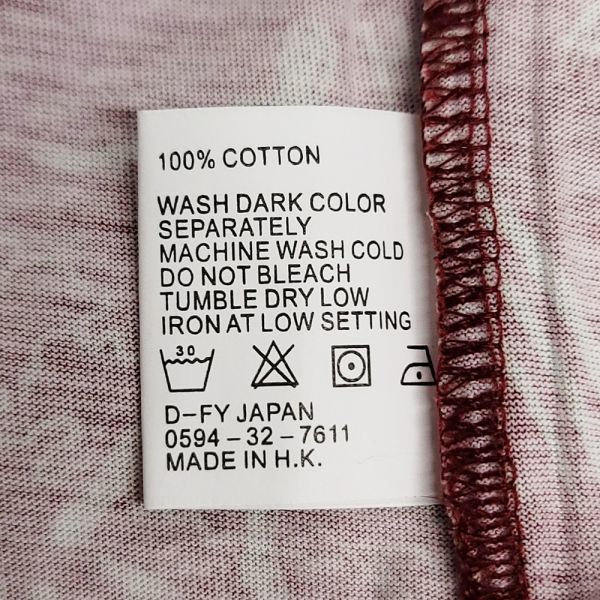 100% COTTON
WASH DARK COLOR
SEPARATELY
MACHINE WASH COLD
DO NOT BLEACH
TUMBLE DRY LOW
IRON AT LOW SETTING
30
D-FY JAPAN
0594-32-7611
MADE IN H.K.